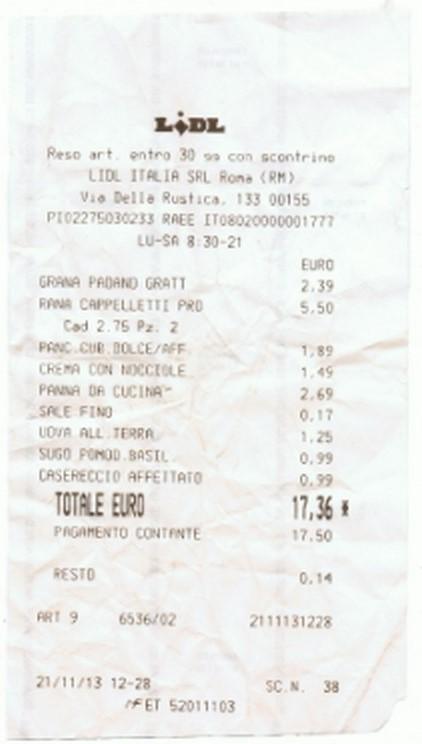 LIDL
Reso art. entro 30 gg con scontrino
LIDL ITALIA SRL Roma (RM)
Via Della Rustica, 133 00155
PI02275030233 RAEE IT08020000001777
LU-SA 8:30-21
EURO
GRANA PADANO GRATT 2,39
RANA CAPPELLETTI PRO 5,50
Cad 2.75 Pz. 2
PANC.CUB.DOLCE/AFF. 1,89
CREMA CON NOCCIOLE 1,49
PANNA DA CUCINA 2,69
SALE FINO 0,17
UOVA ALL.TERRA 1,25
SUGO POMOD.BASIL. 0,99
CASERECCIO AFFETTATO 0,99
TOTALE EURO 17,36 *
PAGAMENTO CONTANTE 17,50
RESTO 0,14
ART 9 6536/02 2111131228
21/11/13 12-28 SC.N. 38
ET 52011103